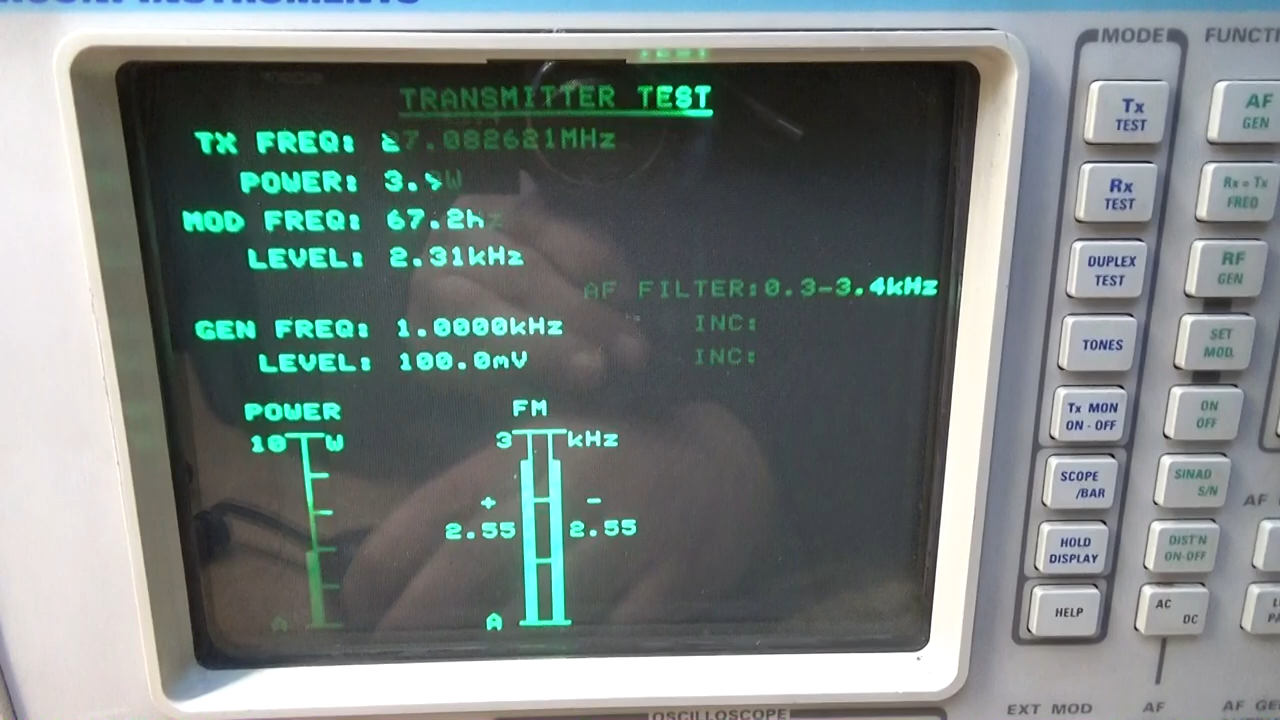 INSTRUMENTS
TRANSMITTER TEST
TX FREQ: 27.082621MHz
POWER: 3.
MOD FREQ: 67.2Hz
LEVEL: 2.31kHz
AF FILTER:0.3-3.4kHz
GEN FREQ: 1.0000kHz INC:
LEVEL: 100.0mV INC:
POWER FM
10 W 3 kHz
+ -
2.55 2.55
A A
MODE
Tx
TEST
Rx
TEST
DUPLEX
TEST
TONES
Tx MON
ON - OFF
SCOPE
/BAR
HOLD
DISPLAY
HELP
AF
GEN
Rx = Tx
FREQ
RF
GEN
SET
MOD.
ON
OFF
SINAD
S/N
DIST'N
ON-OFF
AC
DC
AF
EXT MOD AF AF
OSCILLOSCOPE